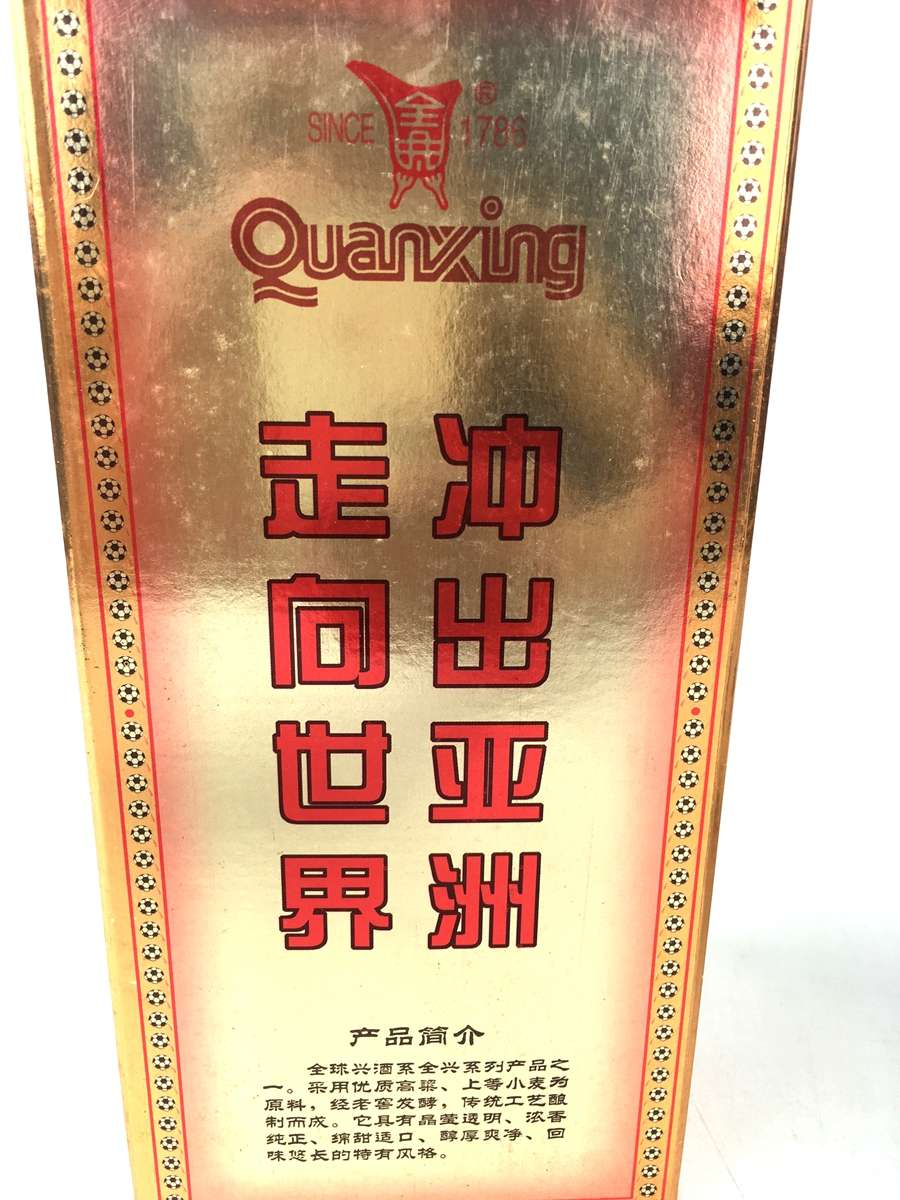 SINCE 全兴 ® 1786
Quanxing
冲出亚洲
走向世界
产品简介
全球兴酒系全兴系列产品之
一。采用优质高粱、上等小麦为
原料，经老窖发酵，传统工艺酿
制而成。它具有晶莹透明、浓香
纯正、绵甜适口、醇厚爽净、回
味悠长的特有风格。